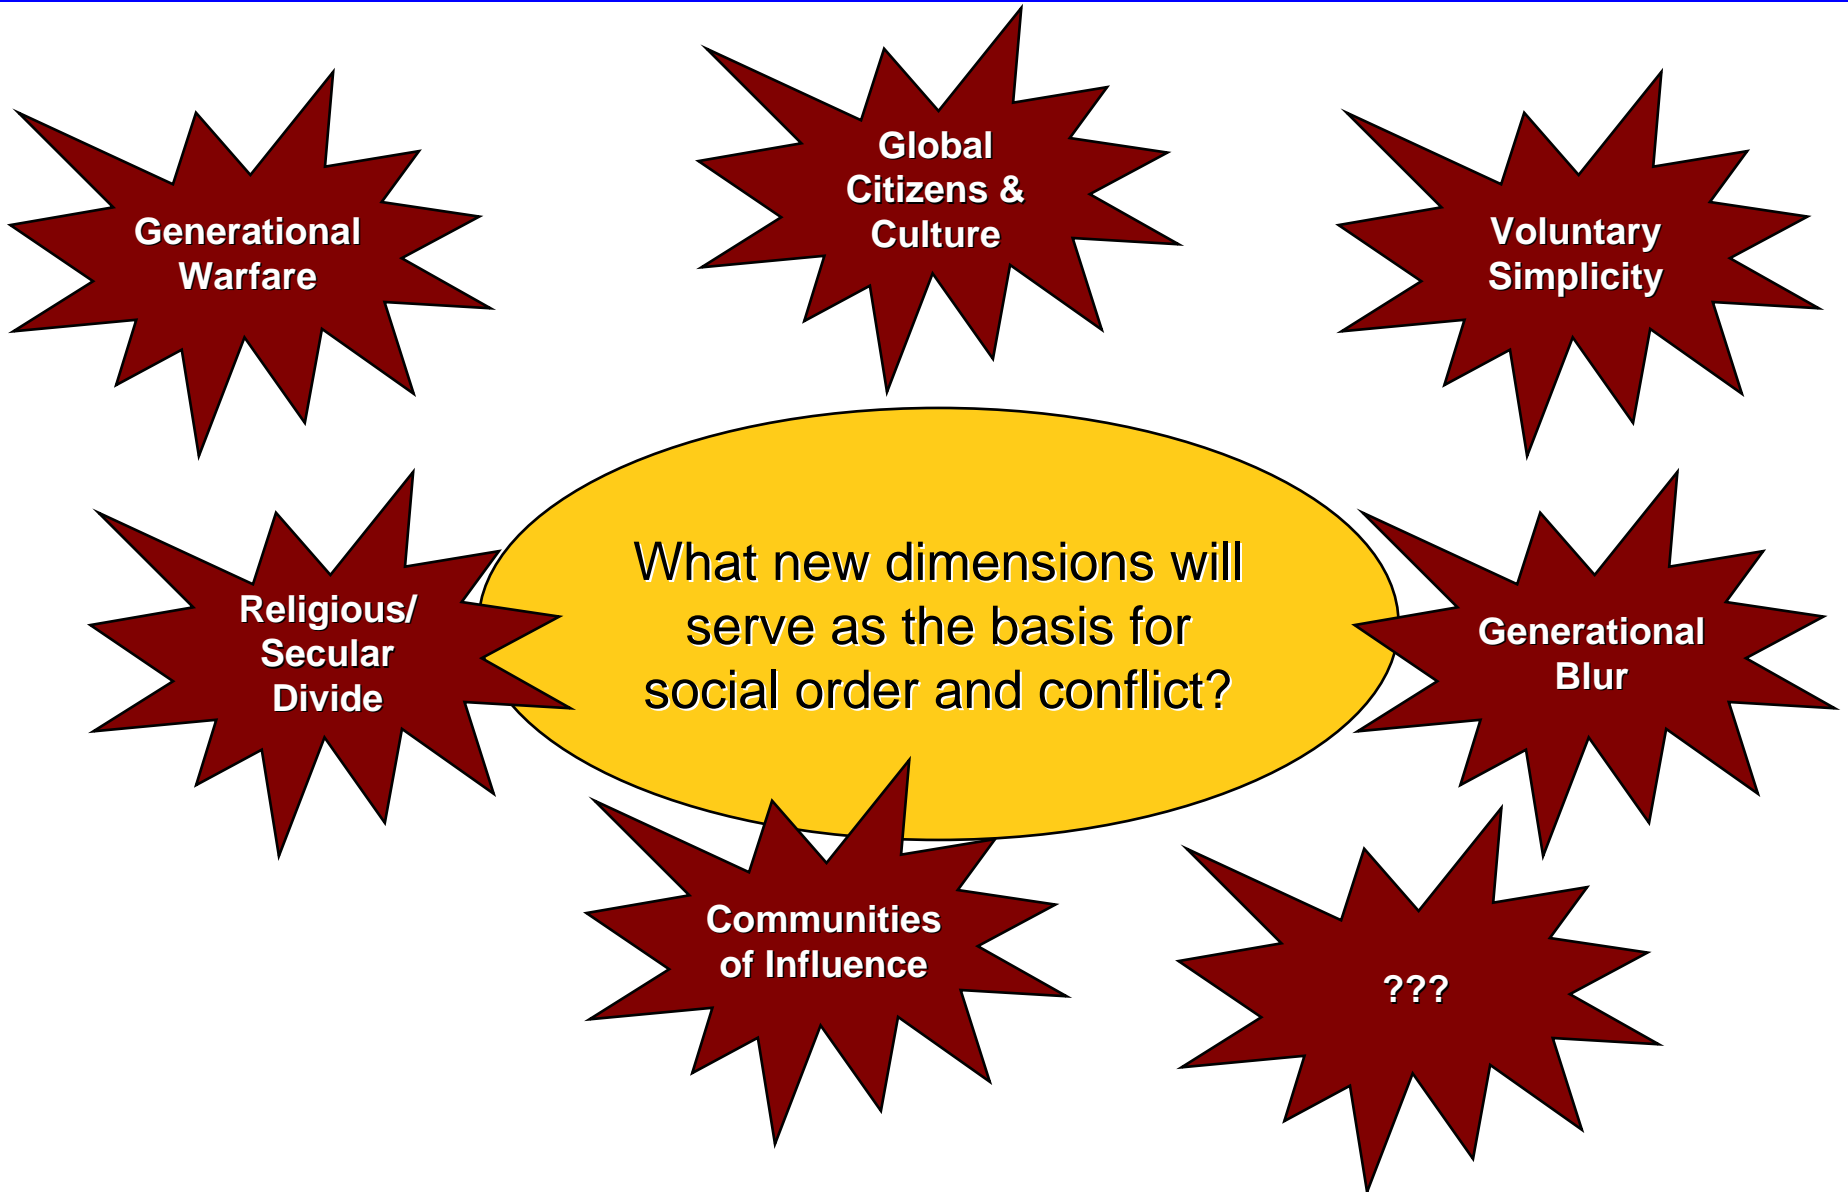 Generational
Warfare
Global
Citizens &
Culture
Voluntary
Simplicity
Religious/
Secular
Divide
What new dimensions will
serve as the basis for
social order and conflict?
Generational
Blur
Communities
of Influence
???